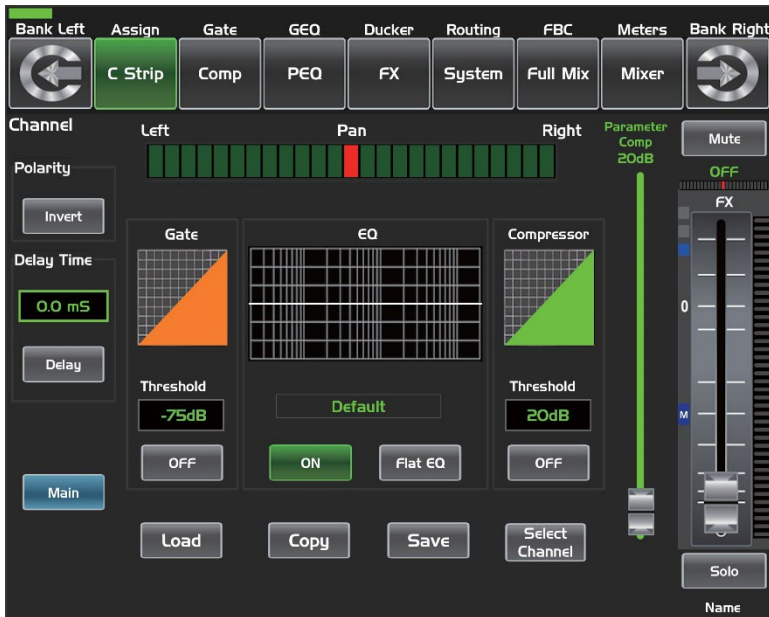 Bank Left Assign Gate GEQ Ducker Routing FBC Meters Bank Right
C Strip Comp PEQ FX System Full Mix Mixer
Channel
Left Pan Right
Parameter
Comp
20dB
Mute
OFF
FX
Polarity
Invert
Delay Time
0.0 mS
Delay
Main
Gate
Threshold
-75dB
OFF
EQ
Default
ON Flat EQ
Compressor
Threshold
20dB
OFF
0
M
Load Copy Save Select
Channel
Solo
Name